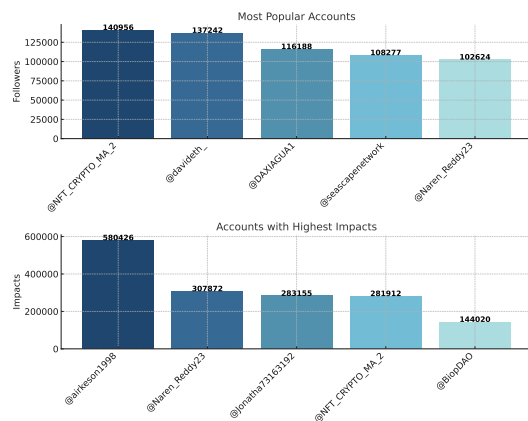 Most Popular Accounts
140956
137242
116188
108277
102624
125000
100000
75000
50000
25000
0
Followers
@NFT_CRYPTO_MA_2
@davideth_
@DAXIAGUA1
@seascapenetwork
@Naren_Reddy23
Accounts with Highest Impacts
580426
307872
283155
281912
144020
600000
400000
200000
0
Impacts
@airkeson1998
@Naren_Reddy23
@Jonatha73163192
@NFT_CRYPTO_MA_2
@BiopDAO